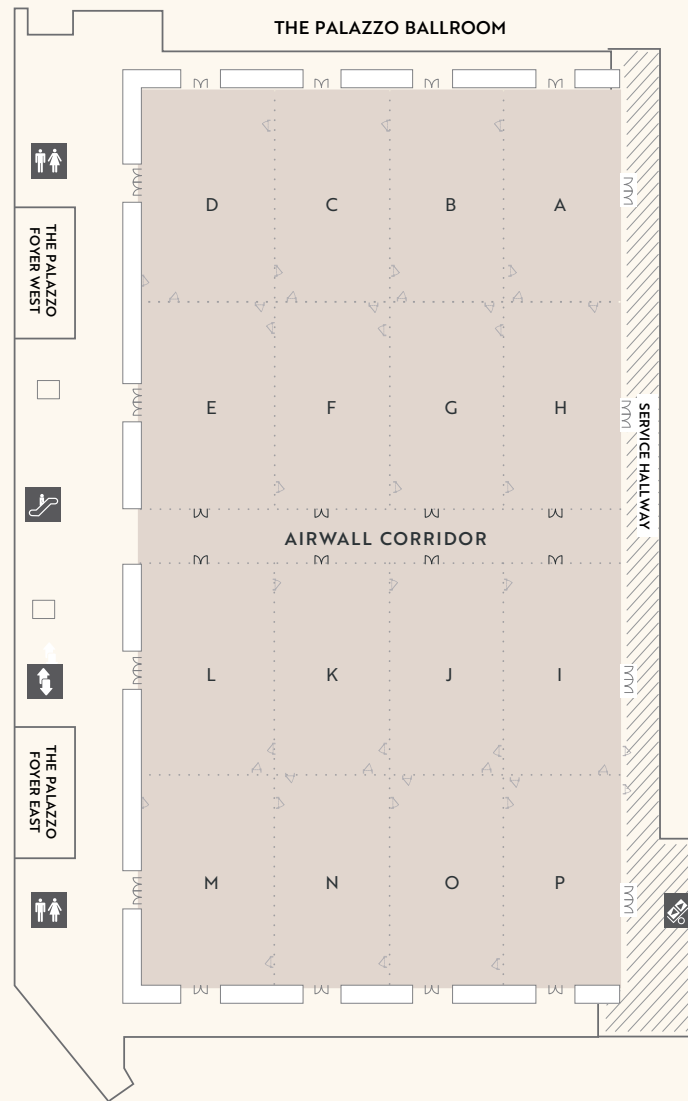 THE PALAZZO BALLROOM
D C B A
THE PALAZZO
FOYER WEST
E F G H
SERVICE HALLWAY
AIRWALL CORRIDOR
L K J I
THE PALAZZO
FOYER EAST
M N O P